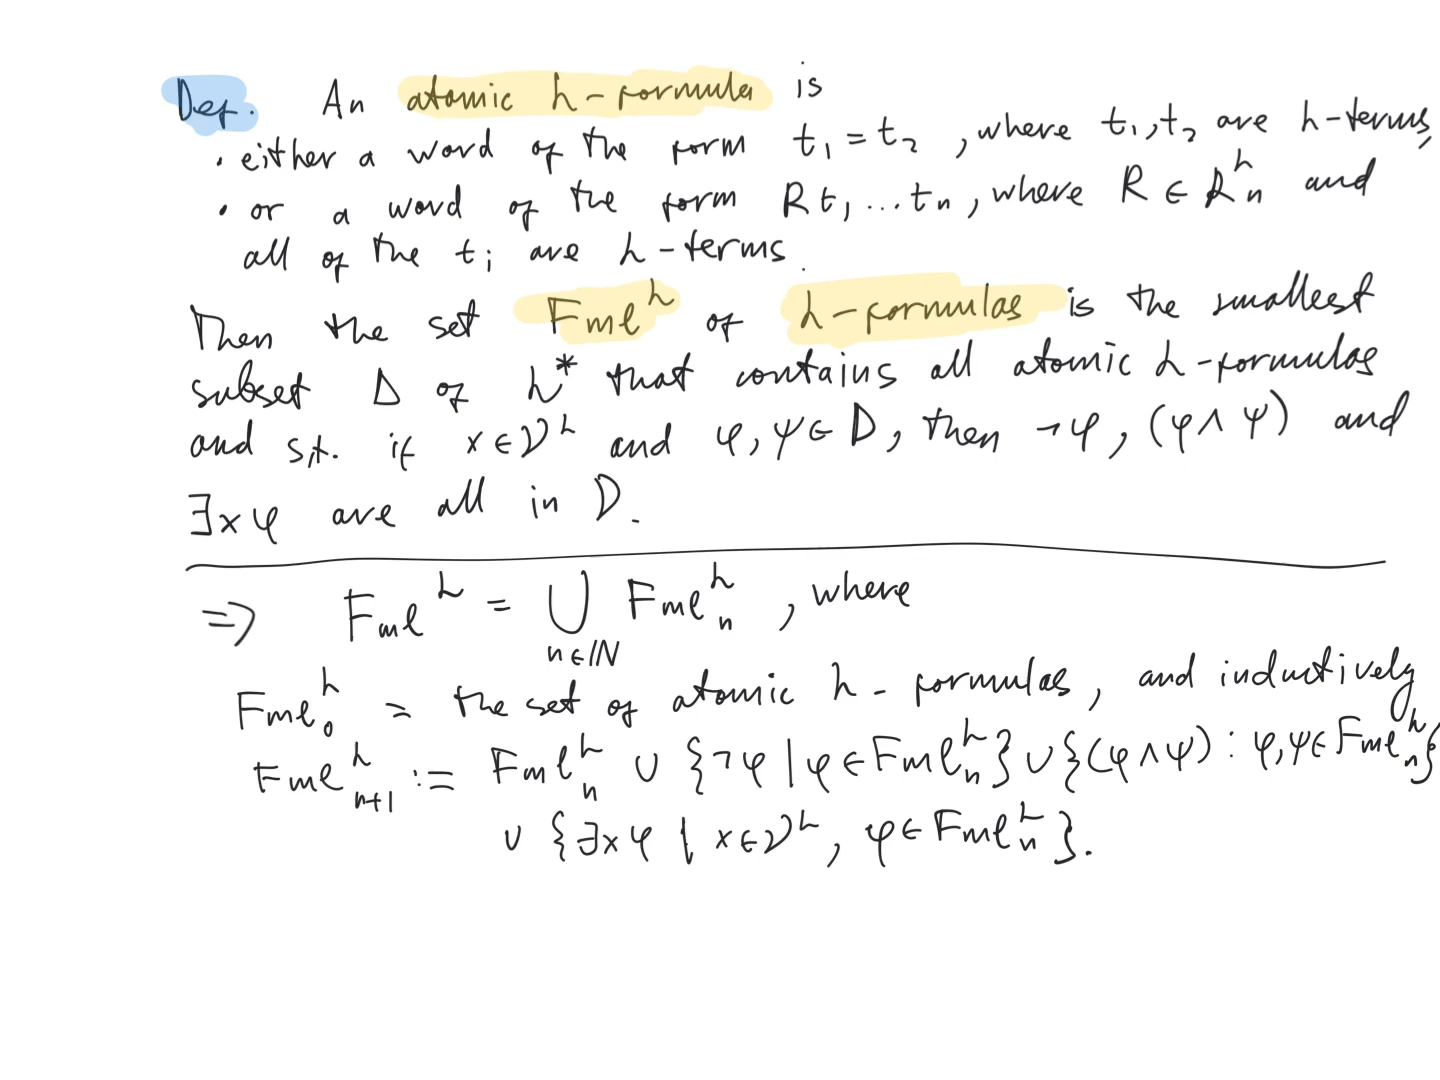 Def. An atomic L-formula is
• either a word of the form t₁ = t₂, where t₁, t₂ are L-terms,
• or a word of the form Rt₁...tₙ, where R ∈ ℛₙᴸ and
all of the tᵢ are L-terms.
Then the set Fmlᴸ of L-formulas is the smallest
subset D of L* that contains all atomic L-formulas
and s.t. if x ∈ 𝒱ᴸ and φ, ψ ∈ D, then ¬φ, (φ ∧ ψ) and
∃xφ are all in D.
⇒ Fmlᴸ = ⋃ Fmlₙᴸ, where
n ∈ ℕ
Fml₀ᴸ = the set of atomic L-formulas, and inductively
Fmlₙ₊₁ᴸ := Fmlₙᴸ ∪ {¬φ | φ ∈ Fmlₙᴸ} ∪ {(φ ∧ ψ) : φ, ψ ∈ Fmlₙᴸ}
∪ {∃xφ | x ∈ 𝒱ᴸ, φ ∈ Fmlₙᴸ}.